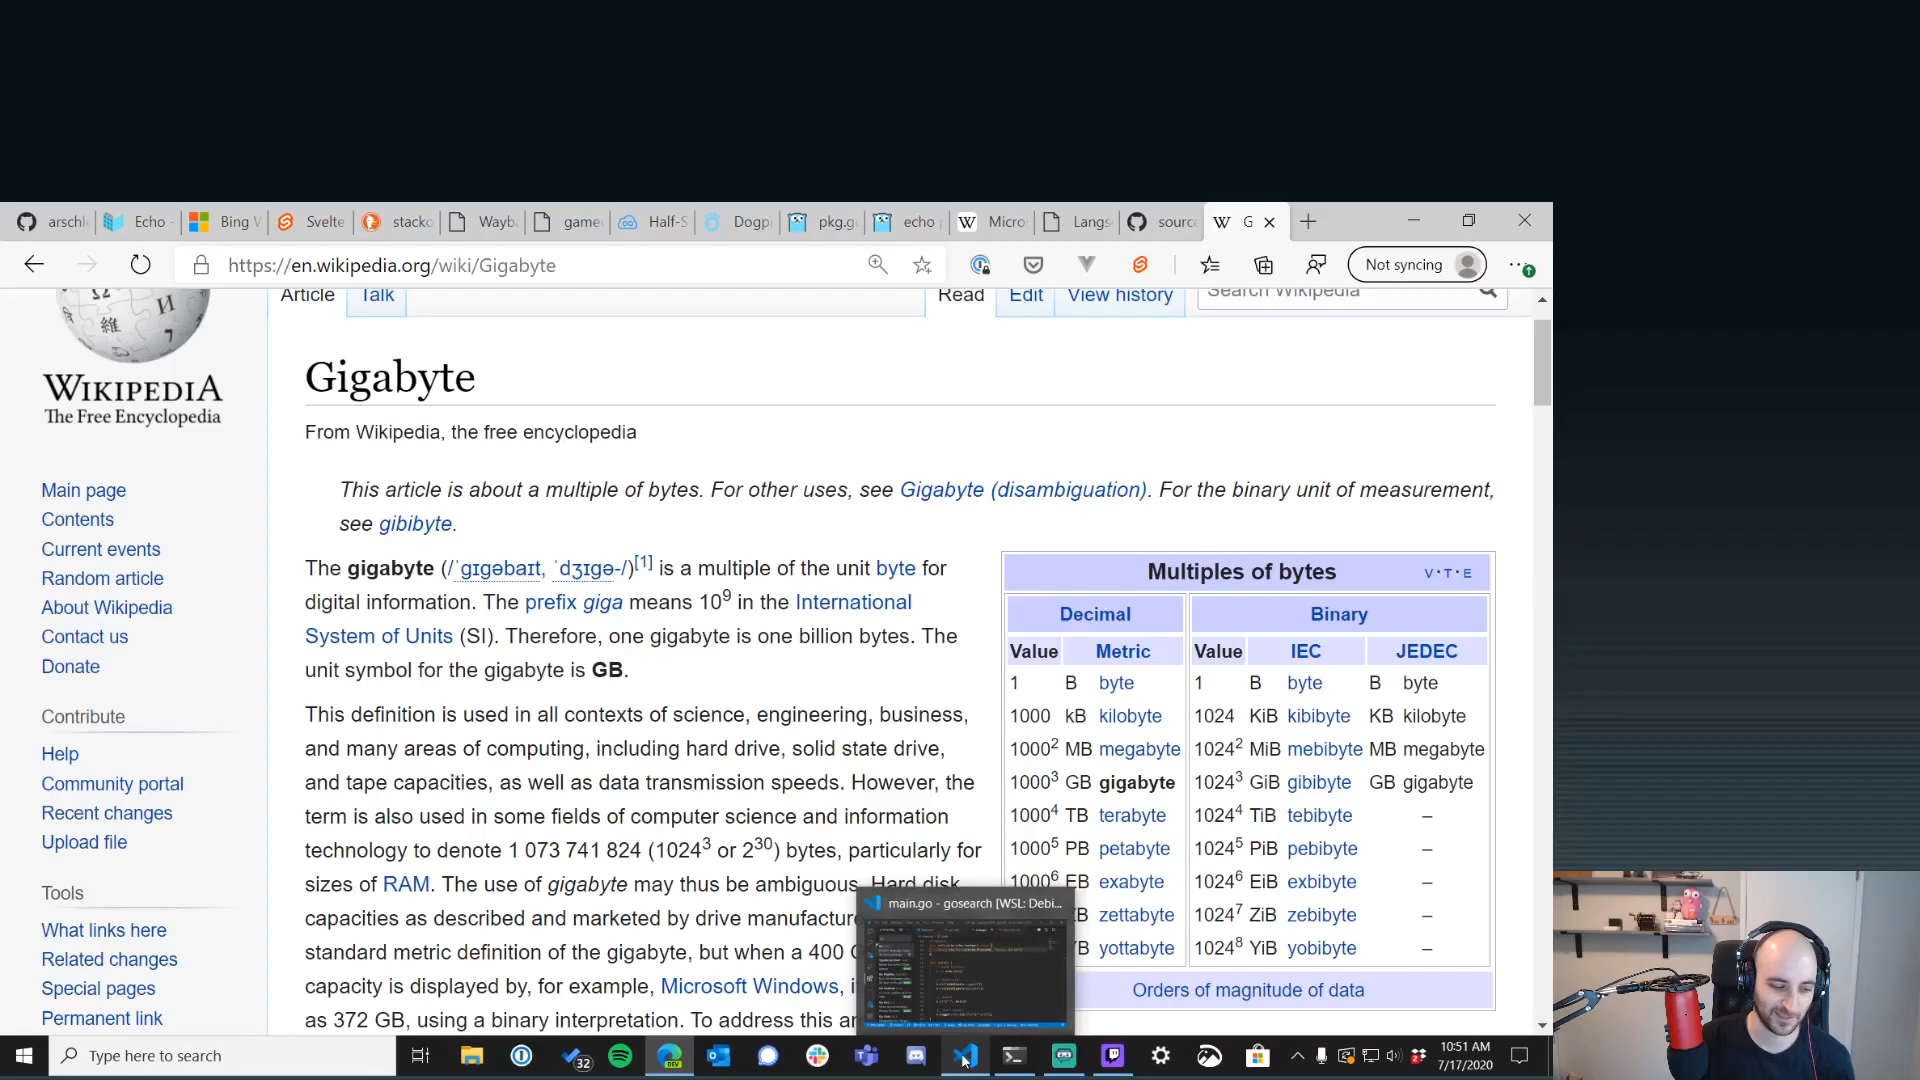 arschl
Echo -
Bing V
Svelte
stacko
Wayb
game
Half-S
Dogpi
pkg.g
echo
Micro
Langs
sourc
G
https://en.wikipedia.org/wiki/Gigabyte
Not syncing
Article
Talk
Read
Edit
View history
Search Wikipedia
WIKIPEDIA
The Free Encyclopedia
Main page
Contents
Current events
Random article
About Wikipedia
Contact us
Donate
Contribute
Help
Community portal
Recent changes
Upload file
Tools
What links here
Related changes
Special pages
Permanent link
Gigabyte
From Wikipedia, the free encyclopedia
This article is about a multiple of bytes. For other uses, see Gigabyte (disambiguation). For the binary unit of measurement,
see gibibyte.
The gigabyte (/ˈɡɪɡəbaɪt, ˈdʒɪɡə-/)[1] is a multiple of the unit byte for
digital information. The prefix giga means 10⁹ in the International
System of Units (SI). Therefore, one gigabyte is one billion bytes. The
unit symbol for the gigabyte is GB.
This definition is used in all contexts of science, engineering, business,
and many areas of computing, including hard drive, solid state drive,
and tape capacities, as well as data transmission speeds. However, the
term is also used in some fields of computer science and information
technology to denote 1 073 741 824 (1024³ or 2³⁰) bytes, particularly for
sizes of RAM. The use of gigabyte may thus be ambiguous. Hard disk
capacities as described and marketed by drive manufactur
standard metric definition of the gigabyte, but when a 400
capacity is displayed by, for example, Microsoft Windows, i
as 372 GB, using a binary interpretation. To address this a
Multiples of bytes
V·T·E
Decimal Binary
Value Metric Value IEC JEDEC
1 B byte 1 B byte B byte
1000 kB kilobyte 1024 KiB kibibyte KB kilobyte
1000² MB megabyte 1024² MiB mebibyte MB megabyte
1000³ GB gigabyte 1024³ GiB gibibyte GB gigabyte
1000⁴ TB terabyte 1024⁴ TiB tebibyte –
1000⁵ PB petabyte 1024⁵ PiB pebibyte –
1000⁶ EB exabyte 1024⁶ EiB exbibyte –
ZB zettabyte 1024⁷ ZiB zebibyte –
YB yottabyte 1024⁸ YiB yobibyte –
Orders of magnitude of data
main.go - gosearch [WSL: Debi...
Type here to search
32
DEV
10:51 AM
7/17/2020